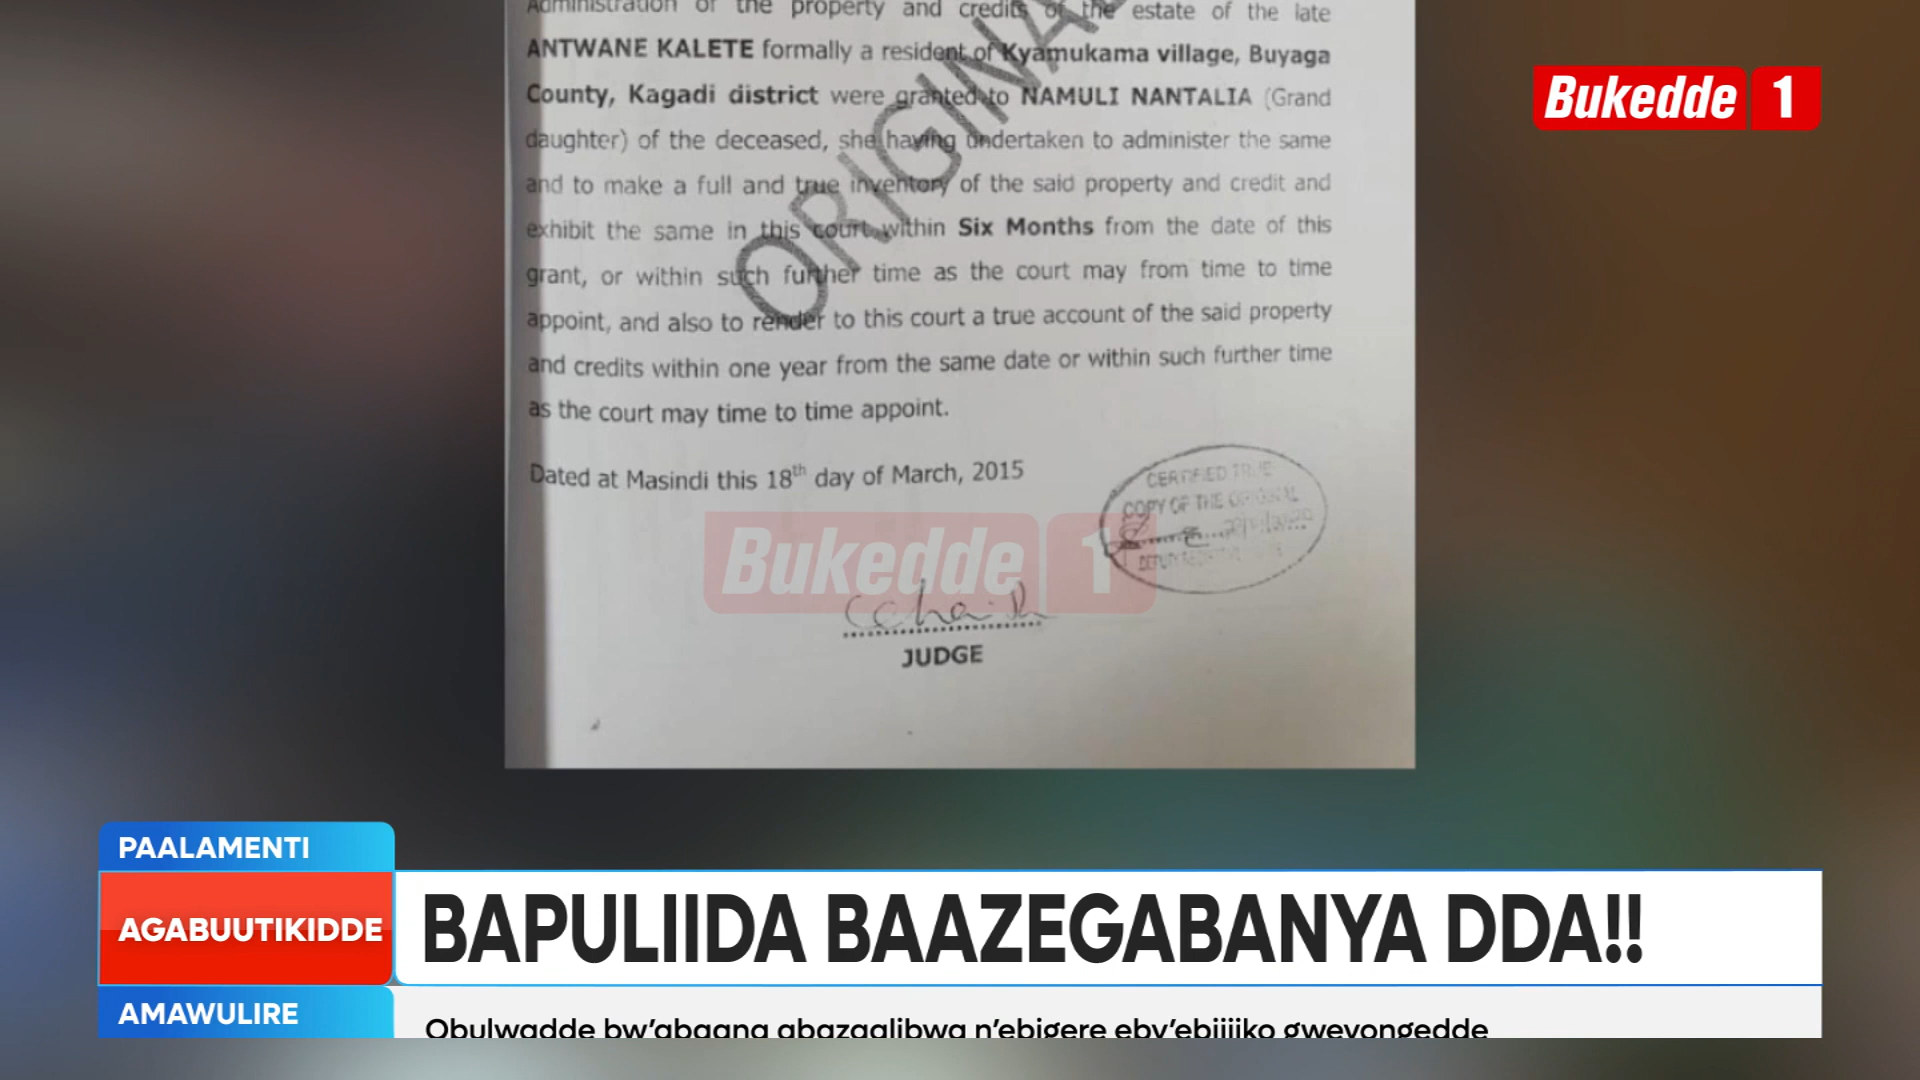 Administration of the property and credits of the estate of the late
ANTWANE KALETE formally a resident of Kyamukama village, Buyaga
County, Kagadi district were granted to NAMULI NANTALIA (Grand
daughter) of the deceased, she having undertaken to administer the same
and to make a full and true inventory of the said property and credit and
exhibit the same in this court within Six Months from the date of this
grant, or within such further time as the court may from time to time
appoint, and also to render to this court a true account of the said property
and credits within one year from the same date or within such further time
as the court may time to time appoint.
Dated at Masindi this 18th day of March, 2015
ORIGINAL
CERTIFIED TRUE
COPY OF THE ORIGINAL
JUDGE
Bukedde 1
Bukedde 1
PAALAMENTI
AGABUUTIKIDDE
BAPULIIDA BAAZEGABANYA DDA!!
AMAWULIRE
Obulwadde bw'abaana abazaalibwa n'ebigere eby'ebijiiko gweyongedde